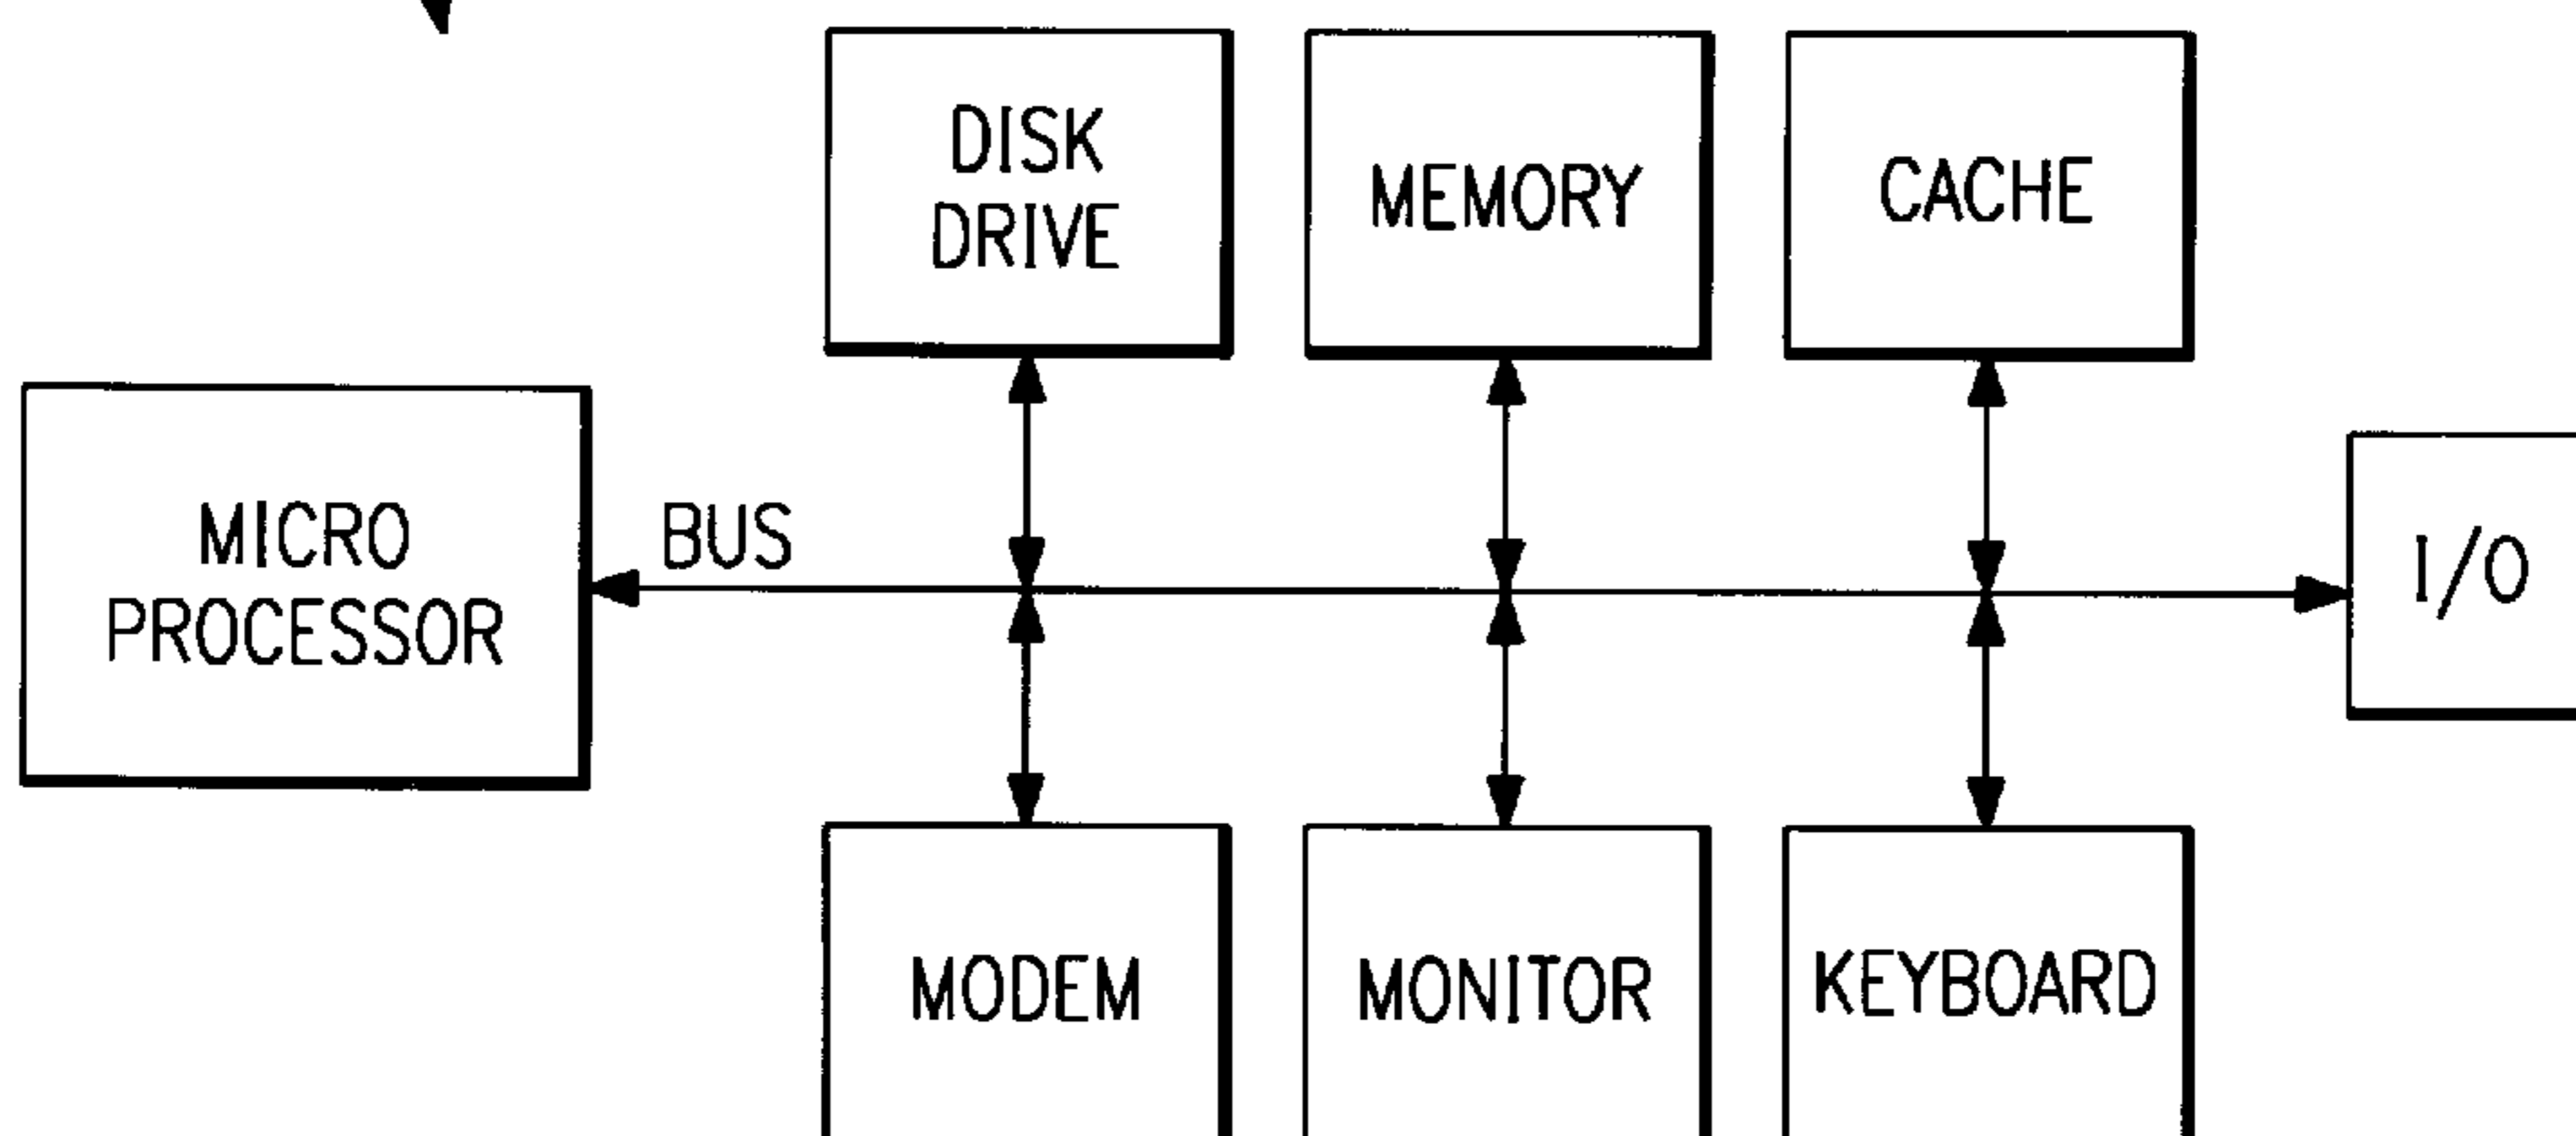 DISK
DRIVE
MEMORY
CACHE
MICRO
PROCESSOR
BUS
I/O
MODEM
MONITOR
KEYBOARD